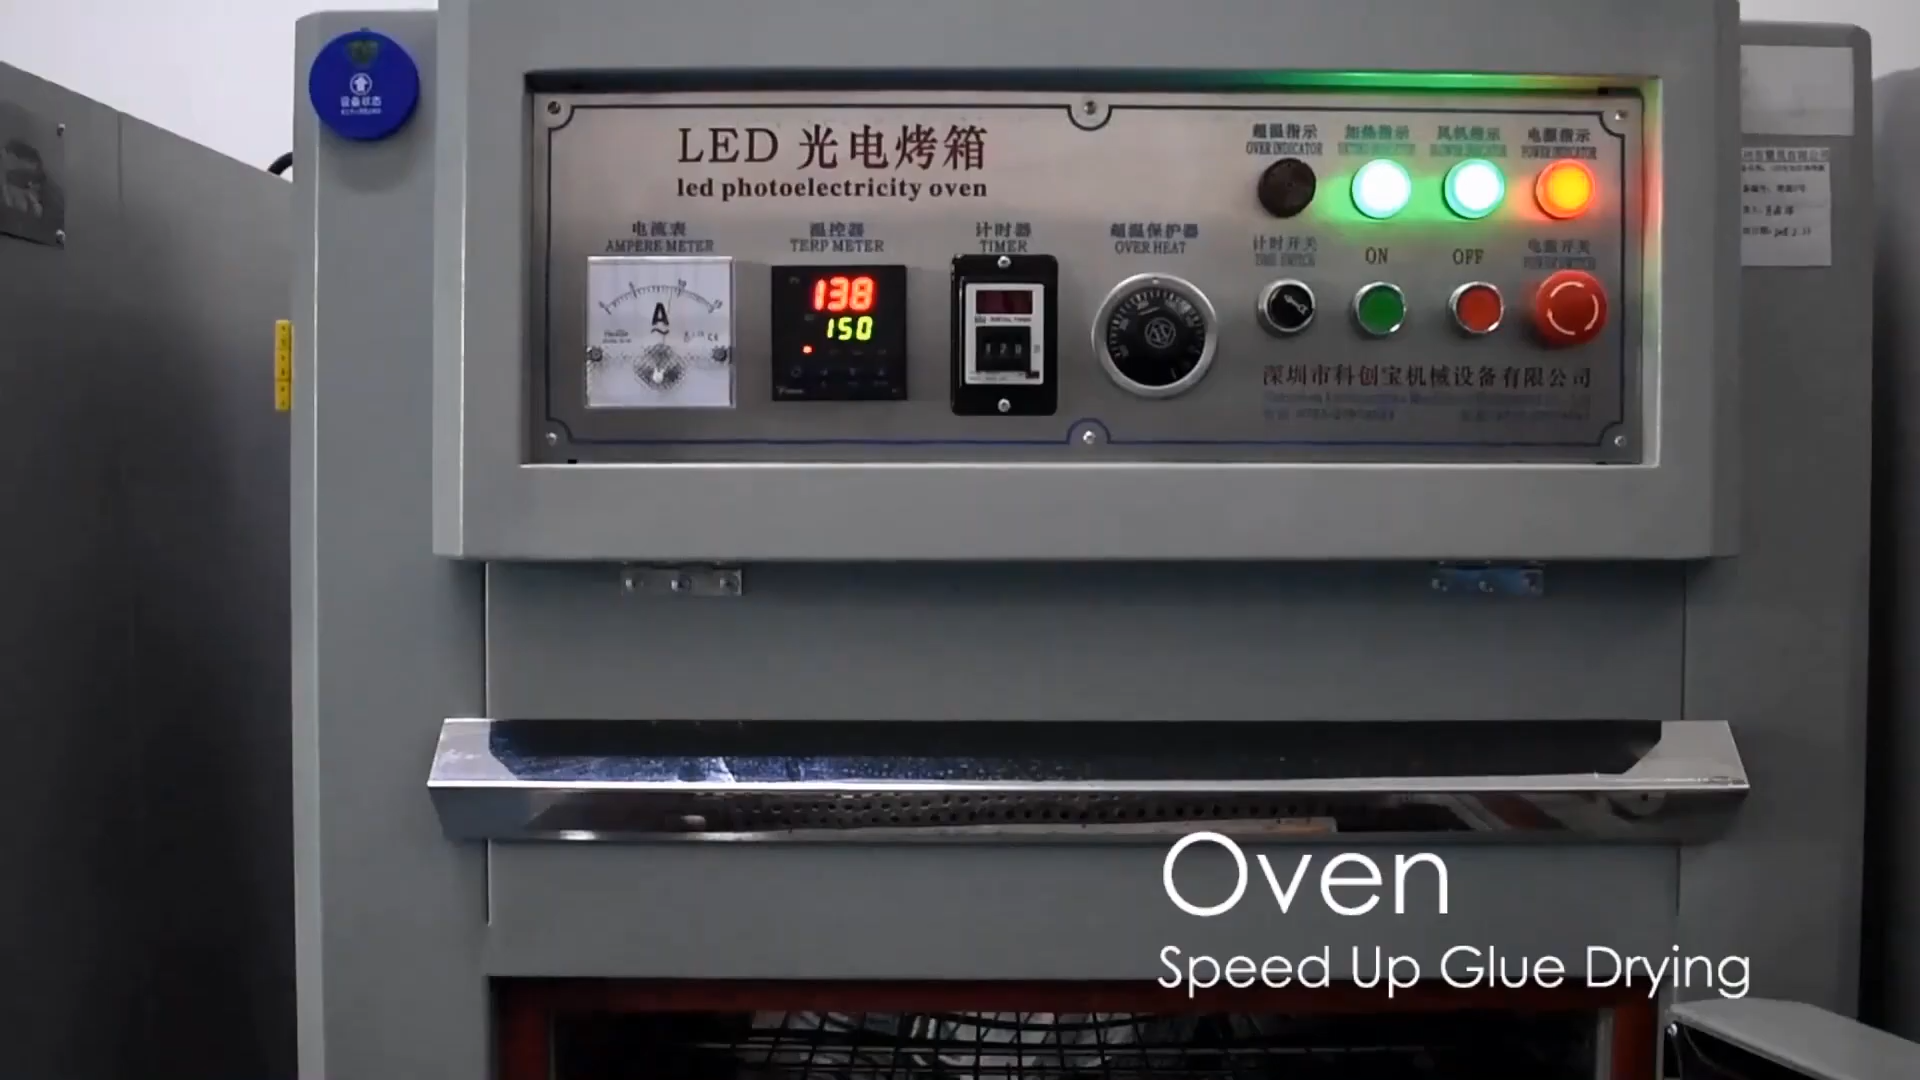 设备状态
LED 光电烤箱
led photoelectricity oven
电流表
AMPERE METER
温控器
TERP METER
计时器
TIMER
超温保护器
OVER HEAT
超温指示
OVER INDICATOR
加热指示
风机指示
电源指示
POWER INDICATOR
计时开关
ON
OFF
电源开关
138
150
A
深圳市科创宝机械设备有限公司
Oven
Speed Up Glue Drying